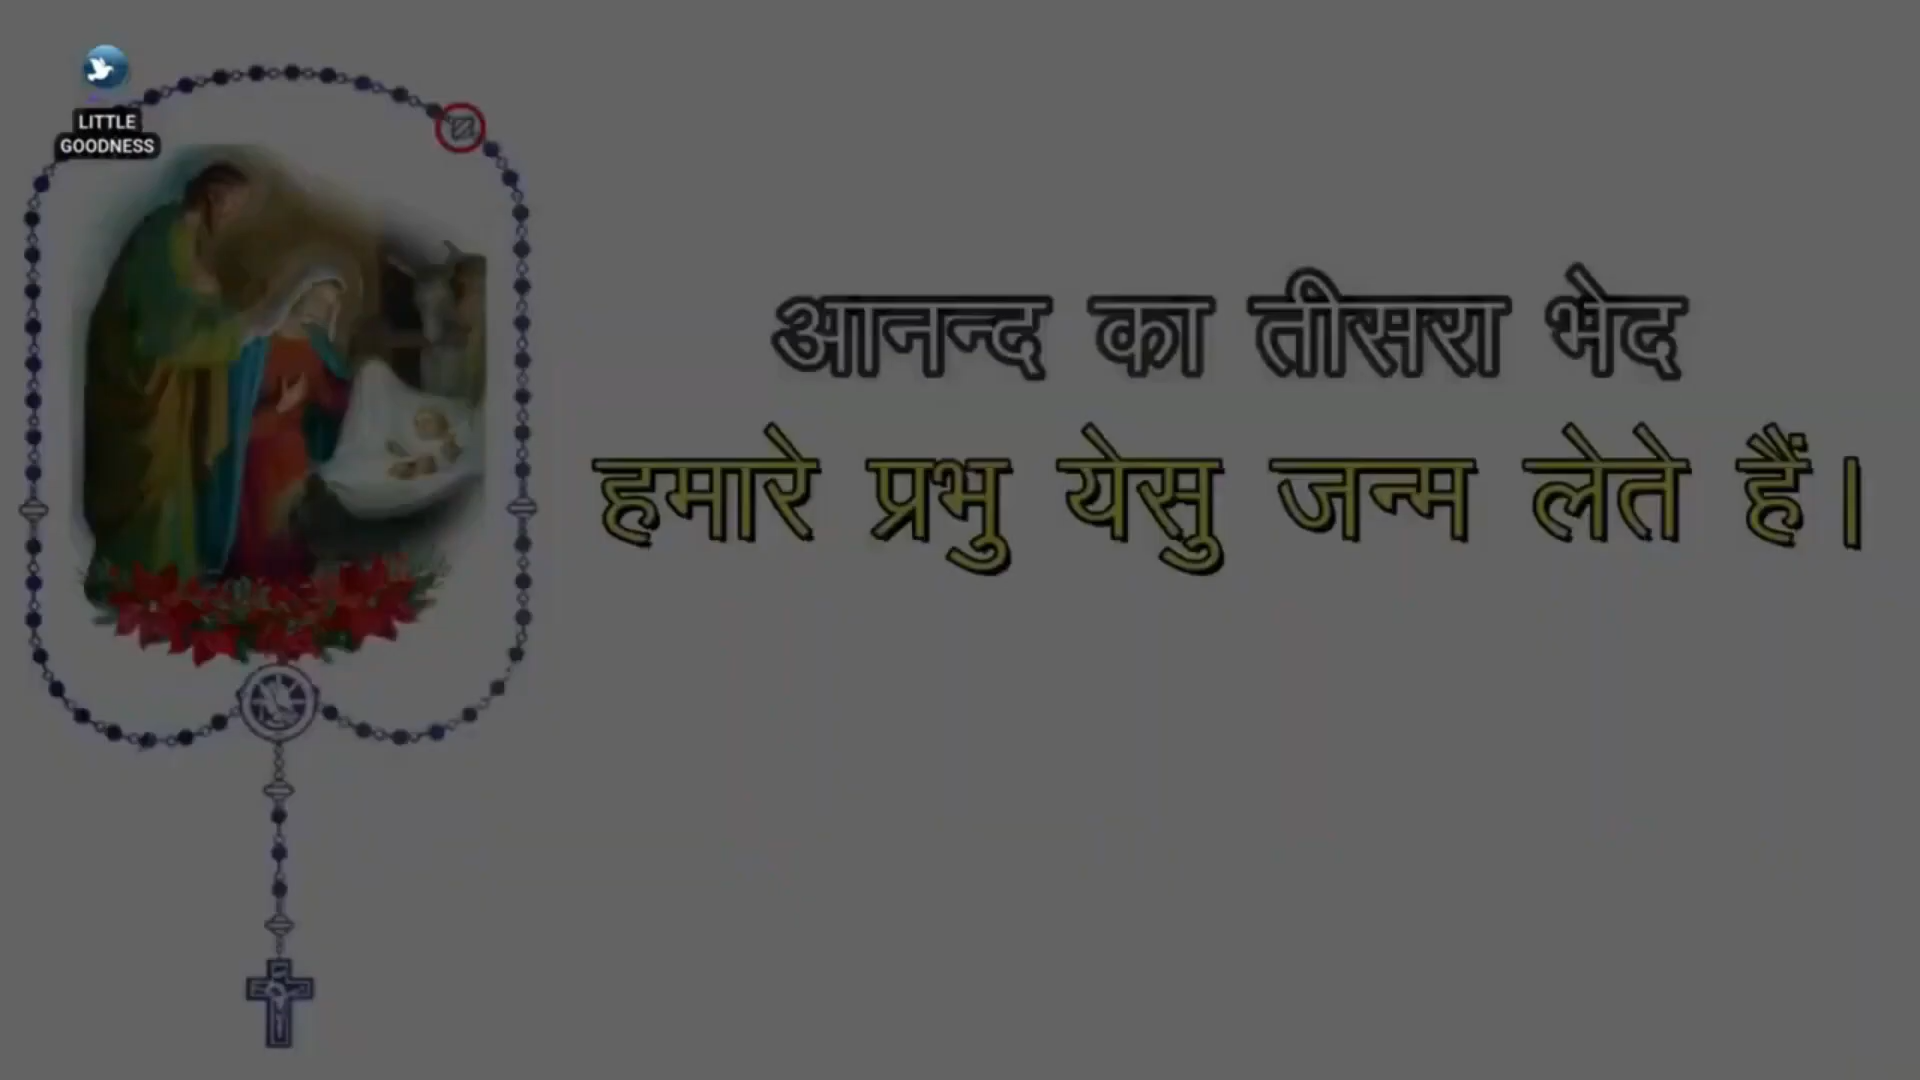 LITTLE
GOODNESS
आनन्द का तीसरा भेद
हमारे प्रभु येसु जन्म लेते हैं।